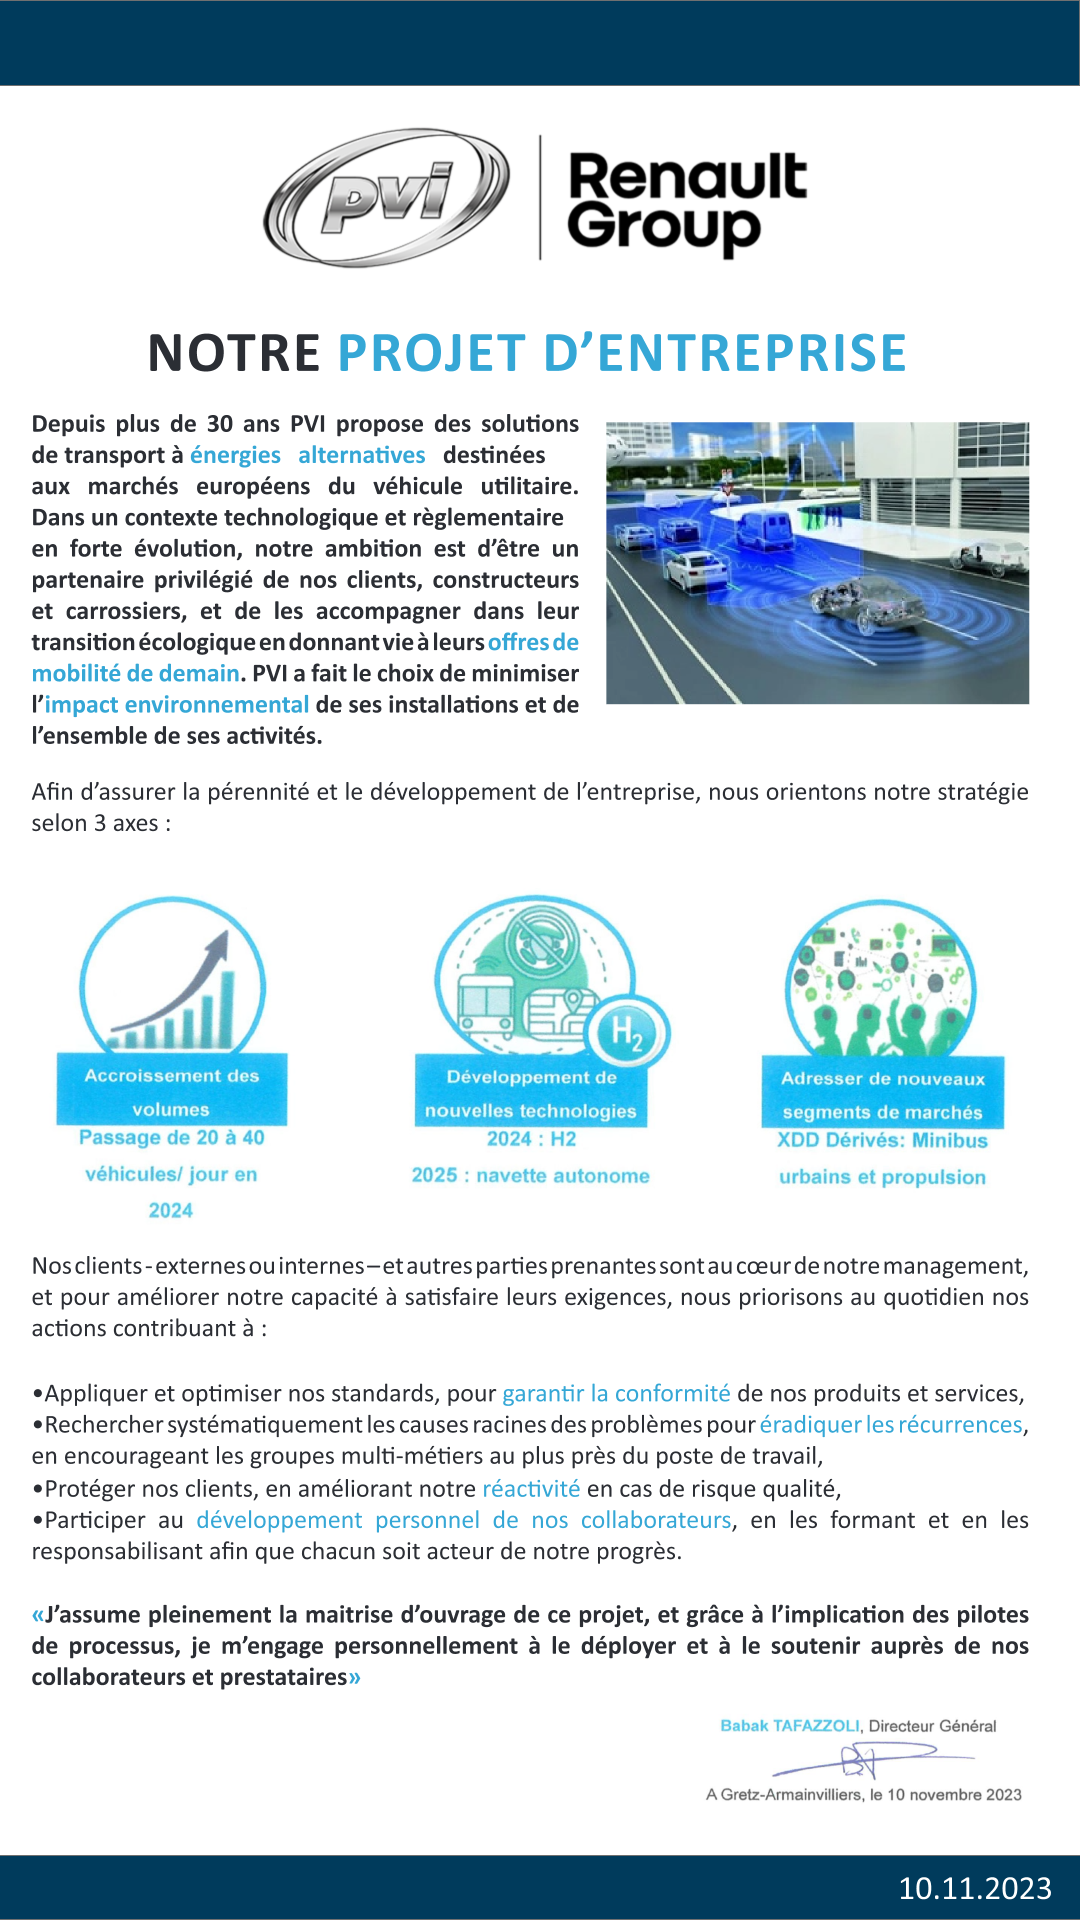 pvi
Renault
Group
NOTRE PROJET D’ENTREPRISE
Depuis plus de 30 ans PVI propose des solutions
de transport à énergies alternatives destinées
aux marchés européens du véhicule utilitaire.
Dans un contexte technologique et règlementaire
en forte évolution, notre ambition est d’être un
partenaire privilégié de nos clients, constructeurs
et carrossiers, et de les accompagner dans leur
transition écologique en donnant vie à leurs offres de
mobilité de demain. PVI a fait le choix de minimiser
l’impact environnemental de ses installations et de
l’ensemble de ses activités.
Afin d’assurer la pérennité et le développement de l’entreprise, nous orientons notre stratégie
selon 3 axes :
Accroissement des
volumes
Passage de 20 à 40
véhicules/ jour en
2024
H2
Développement de
nouvelles technologies
2024 : H2
2025 : navette autonome
Adresser de nouveaux
segments de marchés
XDD Dérivés: Minibus
urbains et propulsion
Nos clients - externes ou internes – et autres parties prenantes sont au cœur de notre management,
et pour améliorer notre capacité à satisfaire leurs exigences, nous priorisons au quotidien nos
actions contribuant à :
•Appliquer et optimiser nos standards, pour garantir la conformité de nos produits et services,
•Rechercher systématiquement les causes racines des problèmes pour éradiquer les récurrences,
en encourageant les groupes multi-métiers au plus près du poste de travail,
•Protéger nos clients, en améliorant notre réactivité en cas de risque qualité,
•Participer au développement personnel de nos collaborateurs, en les formant et en les
responsabilisant afin que chacun soit acteur de notre progrès.
«J’assume pleinement la maitrise d’ouvrage de ce projet, et grâce à l’implication des pilotes
de processus, je m’engage personnellement à le déployer et à le soutenir auprès de nos
collaborateurs et prestataires»
Babak TAFAZZOLI, Directeur Général
A Gretz-Armainvilliers, le 10 novembre 2023
10.11.2023